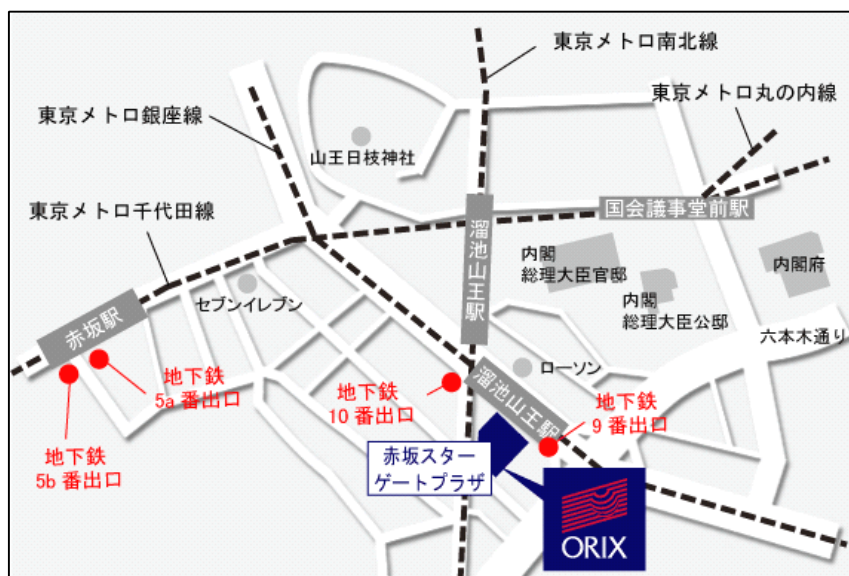 東京メトロ南北線
東京メトロ丸の内線
東京メトロ銀座線
山王日枝神社
東京メトロ千代田線
国会議事堂前駅
溜池山王駅
内閣
総理大臣官邸
内閣府
セブンイレブン
内閣
総理大臣公邸
六本木通り
赤坂駅
ローソン
地下鉄
5a 番出口
地下鉄
10 番出口
溜池山王駅
地下鉄
9 番出口
地下鉄
5b 番出口
赤坂スター
ゲートプラザ
ORIX